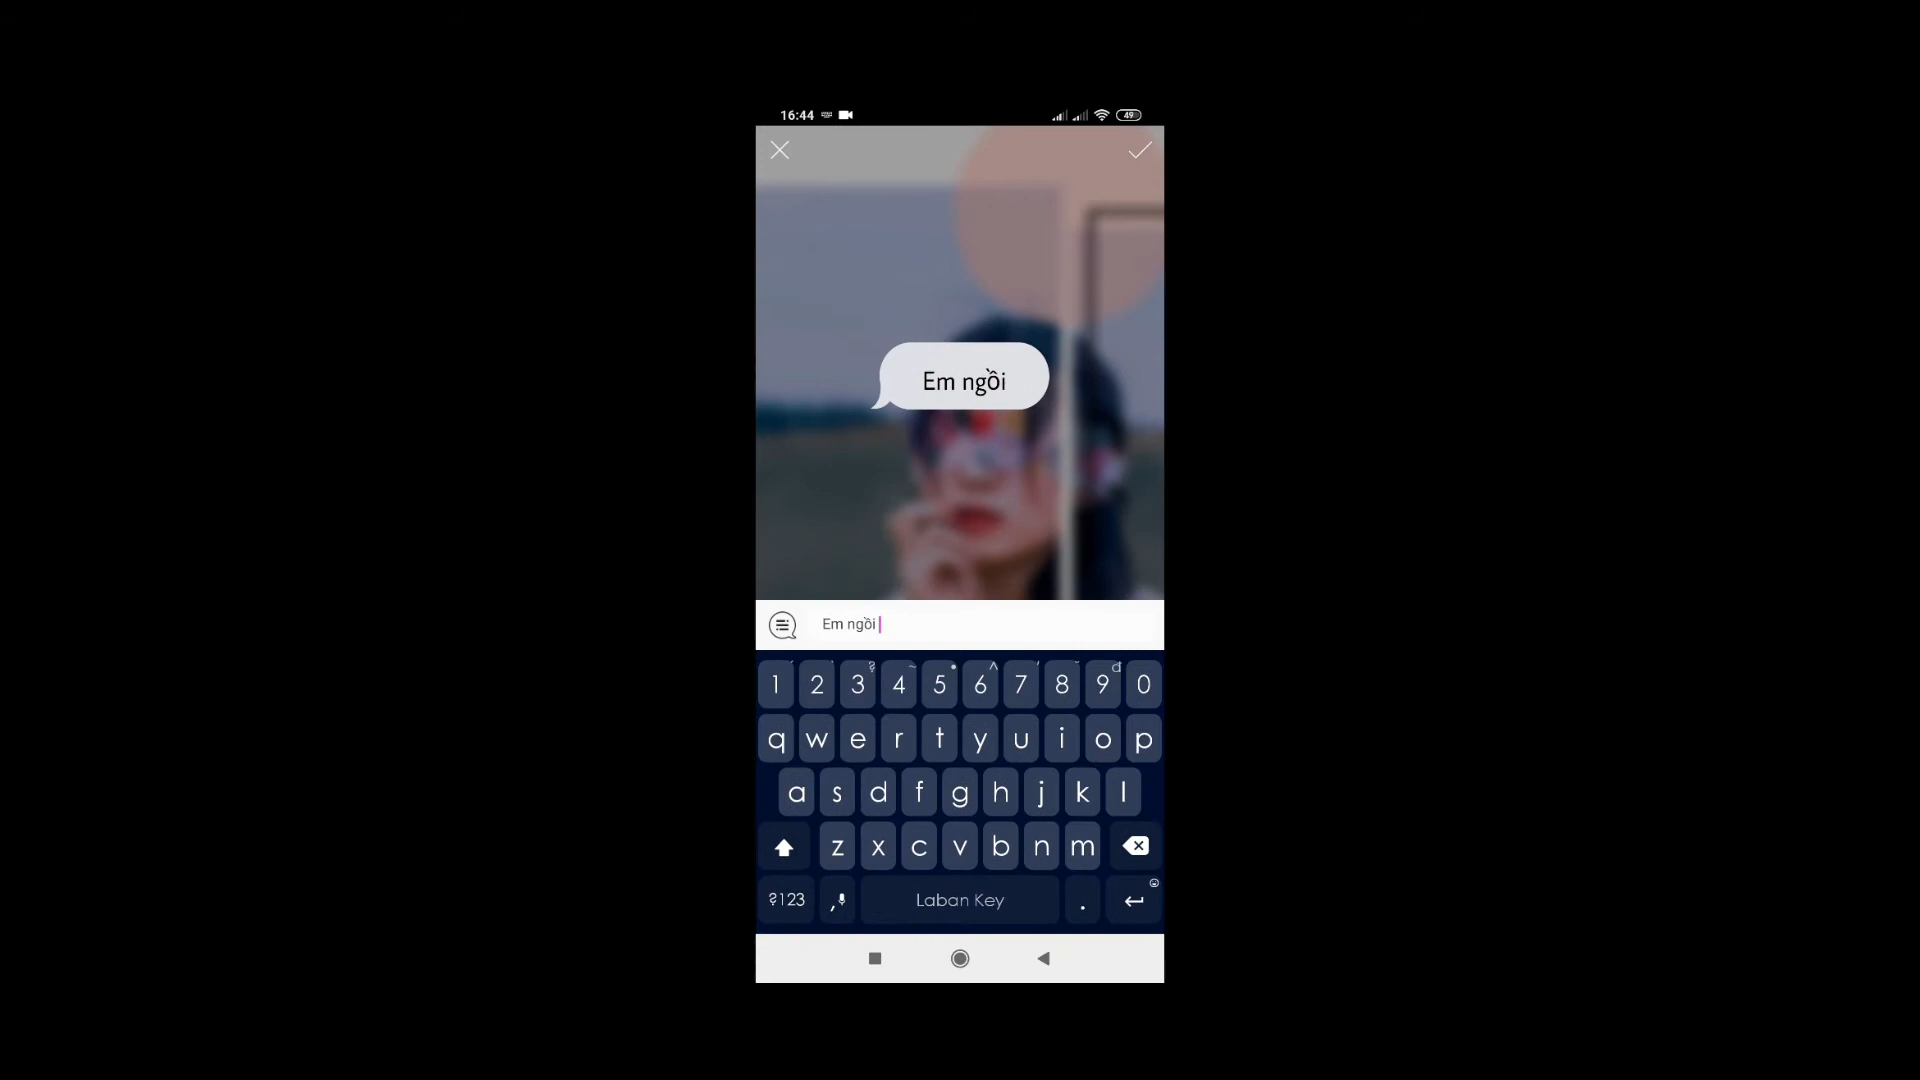 16:44
49
Em ngồi
Em ngồi
1 2 3 4 5 6 7 8 9 0
q w e r t y u i o p
a s d f g h j k l
z x c v b n m
?123 , Laban Key .